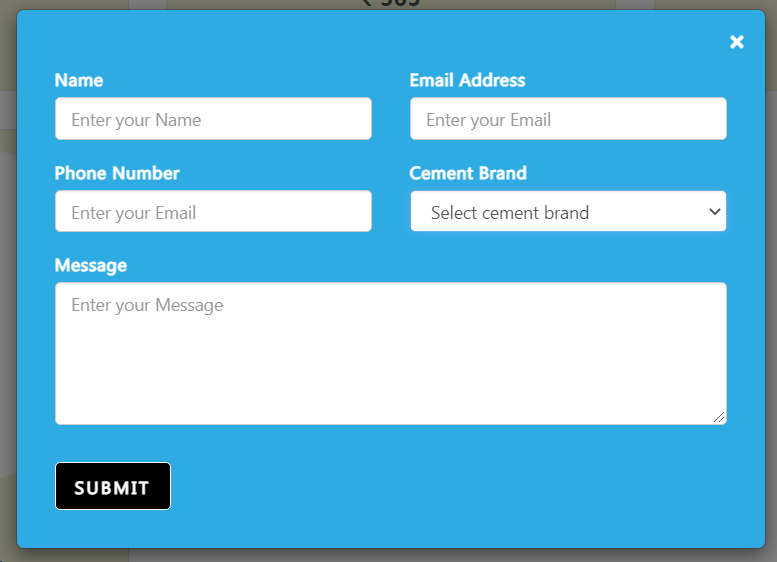 Name
Email Address
Enter your Name
Enter your Email
Phone Number
Cement Brand
Enter your Email
Select cement brand
Message
Enter your Message
SUBMIT